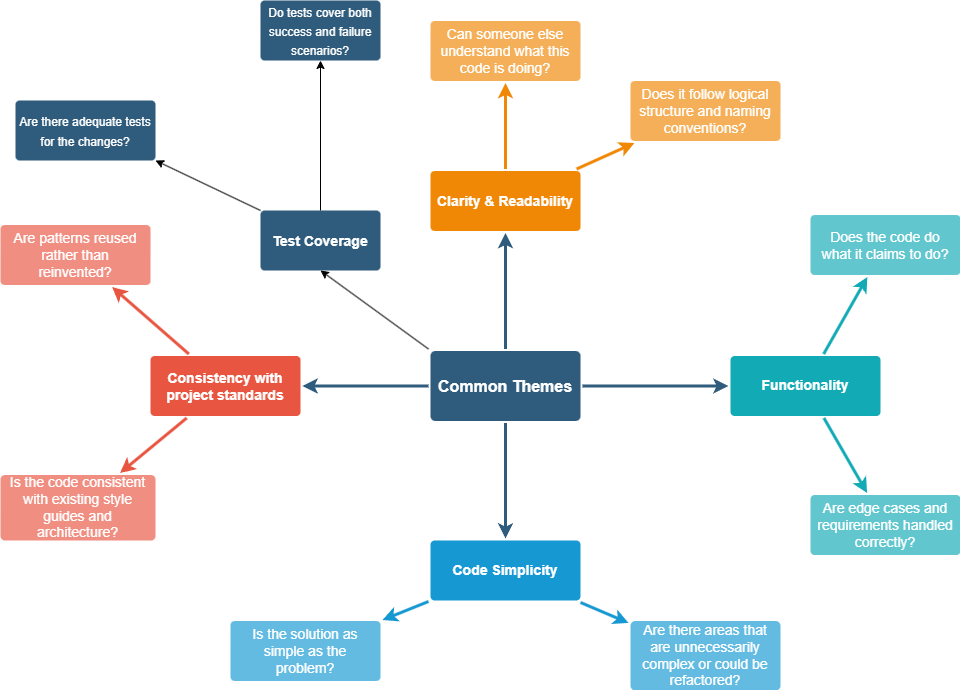 Do tests cover both
success and failure
scenarios?
Can someone else
understand what this
code is doing?
Does it follow logical
structure and naming
conventions?
Are there adequate tests
for the changes?
Clarity & Readability
Test Coverage
Are patterns reused
rather than
reinvented?
Does the code do
what it claims to do?
Consistency with
project standards
Common Themes
Functionality
Is the code consistent
with existing style
guides and
architecture?
Are edge cases and
requirements handled
correctly?
Code Simplicity
Is the solution as
simple as the
problem?
Are there areas that
are unnecessarily
complex or could be
refactored?